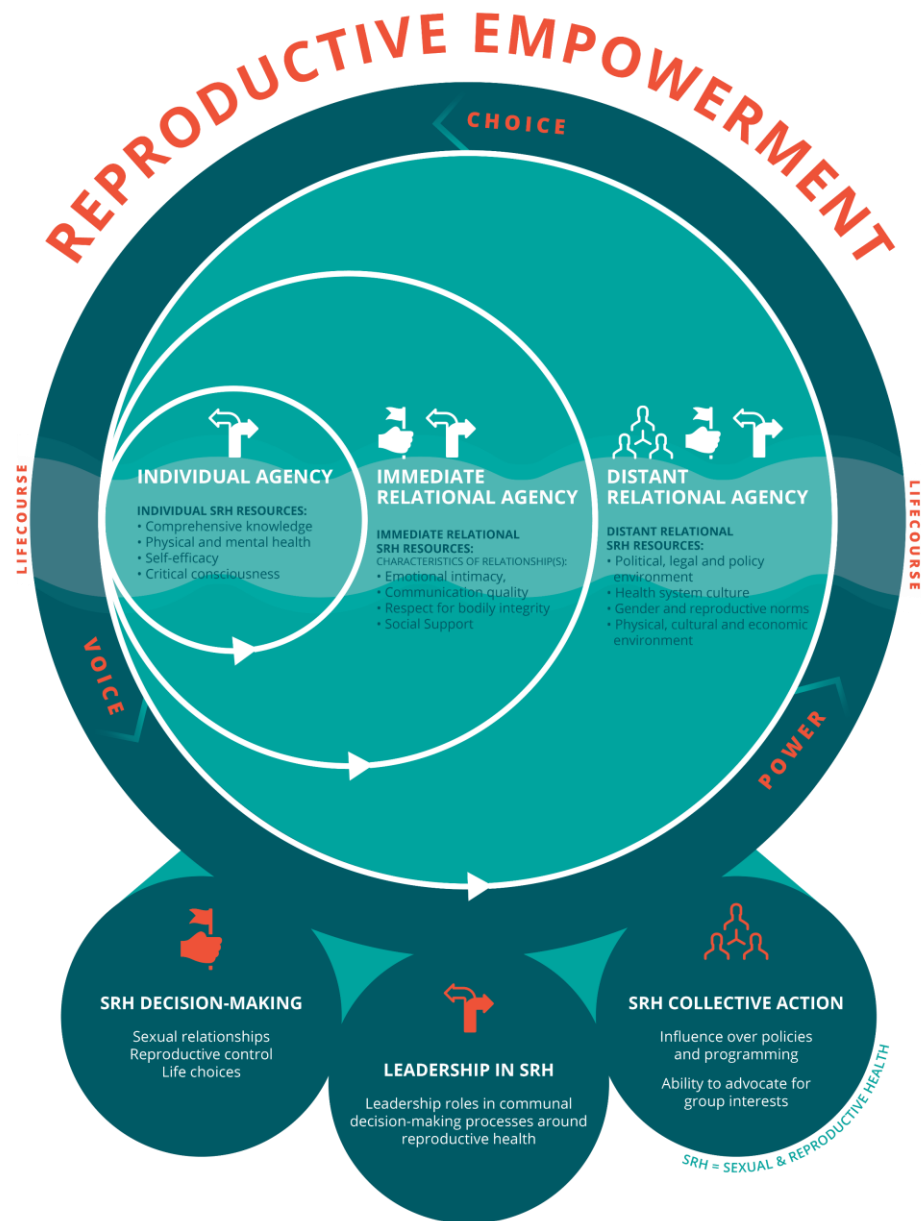 REPRODUCTIVE EMPOWERMENT
CHOICE
LIFECOURSE
LIFECOURSE
INDIVIDUAL AGENCY
INDIVIDUAL SRH RESOURCES:
• Comprehensive knowledge
• Physical and mental health
• Self-efficacy
• Critical consciousness
IMMEDIATE
RELATIONAL AGENCY
IMMEDIATE RELATIONAL
SRH RESOURCES:
CHARACTERISTICS OF RELATIONSHIP(S):
• Emotional intimacy,
• Communication quality
• Respect for bodily integrity
• Social Support
DISTANT
RELATIONAL AGENCY
DISTANT RELATIONAL
SRH RESOURCES:
• Political, legal and policy
environment
• Health system culture
• Gender and reproductive norms
• Physical, cultural and economic
environment
VOICE
POWER
SRH DECISION-MAKING
Sexual relationships
Reproductive control
Life choices
LEADERSHIP IN SRH
Leadership roles in communal
decision-making processes around
reproductive health
SRH COLLECTIVE ACTION
Influence over policies
and programming
Ability to advocate for
group interests
SRH = SEXUAL & REPRODUCTIVE HEALTH